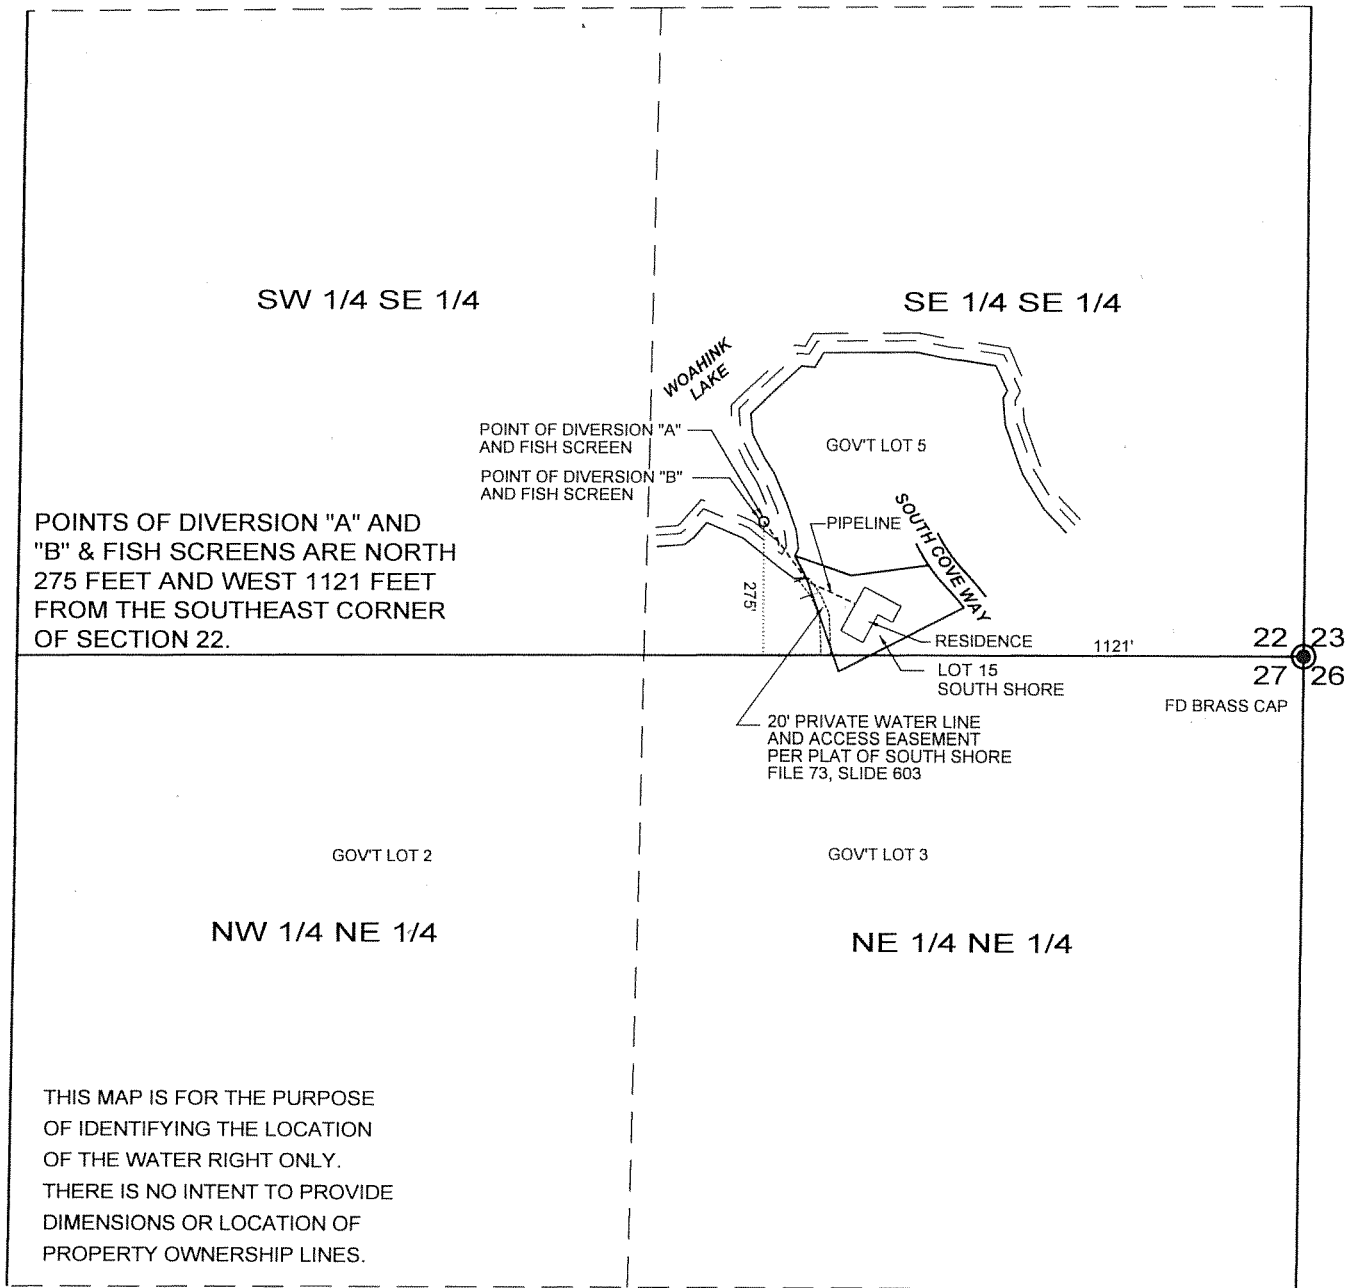 SW 1/4 SE 1/4
SE 1/4 SE 1/4
WOAHINK
LAKE
POINT OF DIVERSION "A"
AND FISH SCREEN
POINT OF DIVERSION "B"
AND FISH SCREEN
GOV'T LOT 5
POINTS OF DIVERSION "A" AND
"B" & FISH SCREENS ARE NORTH
275 FEET AND WEST 1121 FEET
FROM THE SOUTHEAST CORNER
OF SECTION 22.
PIPELINE
SOUTH COVE WAY
275'
RESIDENCE
1121'
LOT 15
SOUTH SHORE
22 23
27 26
FD BRASS CAP
20' PRIVATE WATER LINE
AND ACCESS EASEMENT
PER PLAT OF SOUTH SHORE
FILE 73, SLIDE 603
GOV'T LOT 2
GOV'T LOT 3
NW 1/4 NE 1/4
NE 1/4 NE 1/4
THIS MAP IS FOR THE PURPOSE
OF IDENTIFYING THE LOCATION
OF THE WATER RIGHT ONLY.
THERE IS NO INTENT TO PROVIDE
DIMENSIONS OR LOCATION OF
PROPERTY OWNERSHIP LINES.